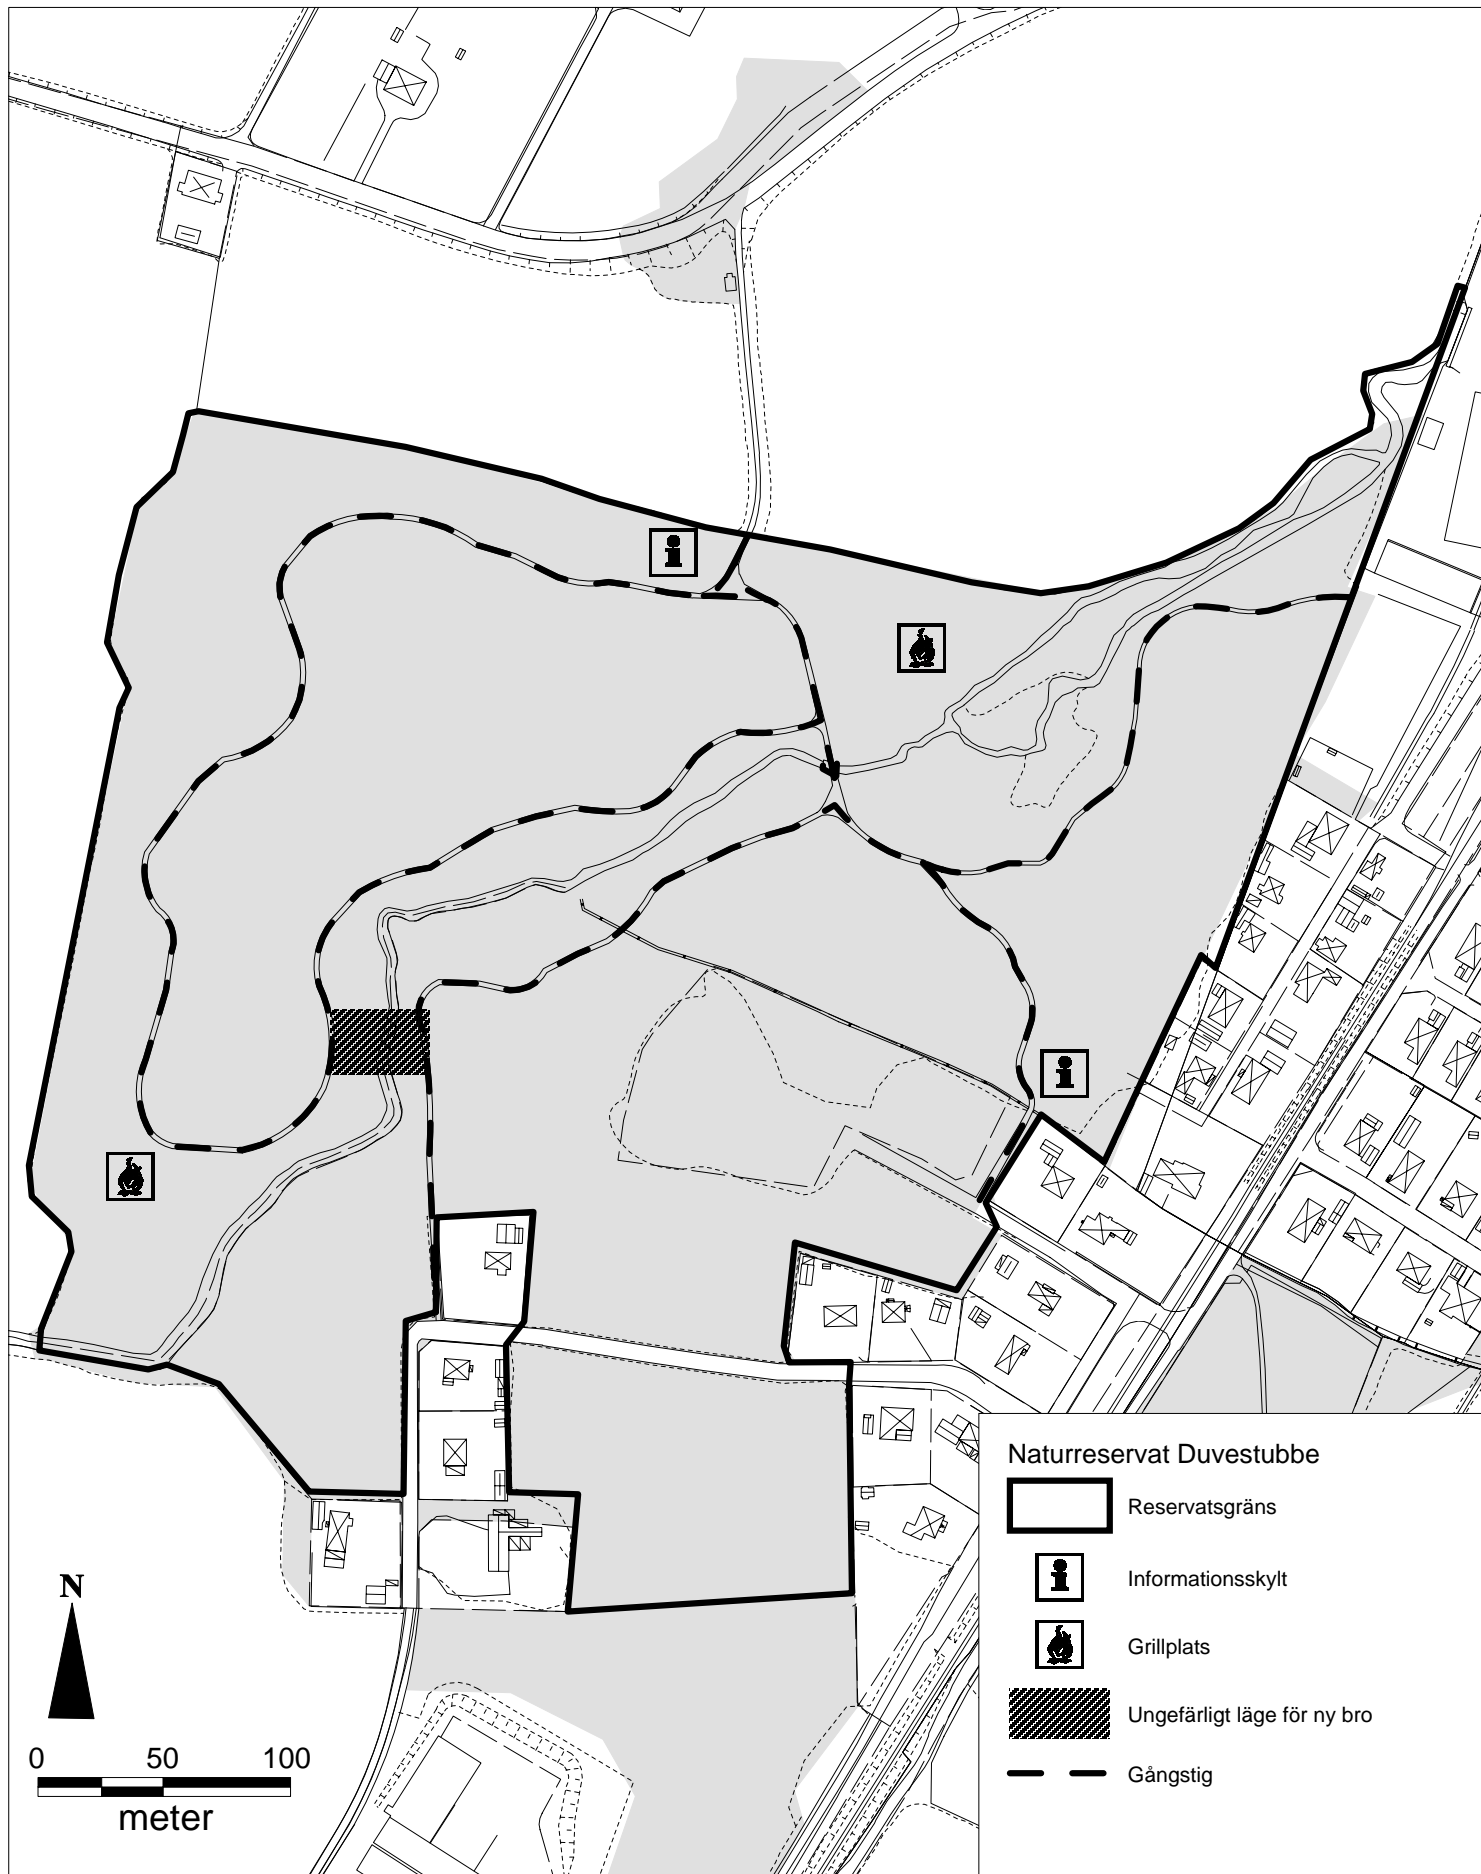 Naturreservat Duvestubbe
Reservatsgräns
Informationsskylt
Grillplats
Ungefärligt läge för ny bro
Gångstig
N
0 50 100
meter